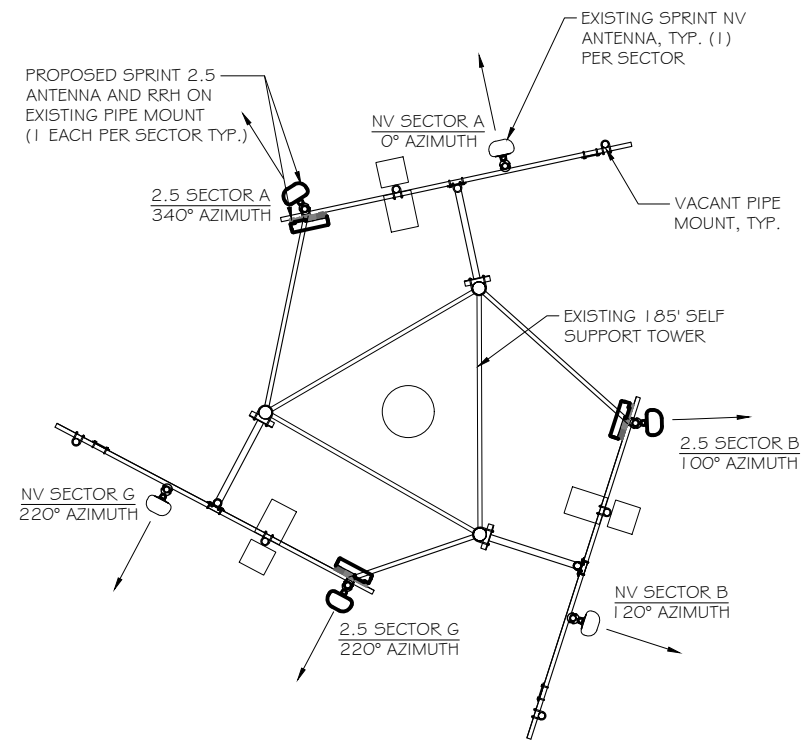 EXISTING SPRINT NV
ANTENNA, TYP. (1)
PER SECTOR
PROPOSED SPRINT 2.5
ANTENNA AND RRH ON
EXISTING PIPE MOUNT
(1 EACH PER SECTOR TYP.)
NV SECTOR A
0° AZIMUTH
2.5 SECTOR A
340° AZIMUTH
VACANT PIPE
MOUNT, TYP.
EXISTING 185' SELF
SUPPORT TOWER
2.5 SECTOR B
100° AZIMUTH
NV SECTOR G
220° AZIMUTH
NV SECTOR B
120° AZIMUTH
2.5 SECTOR G
220° AZIMUTH